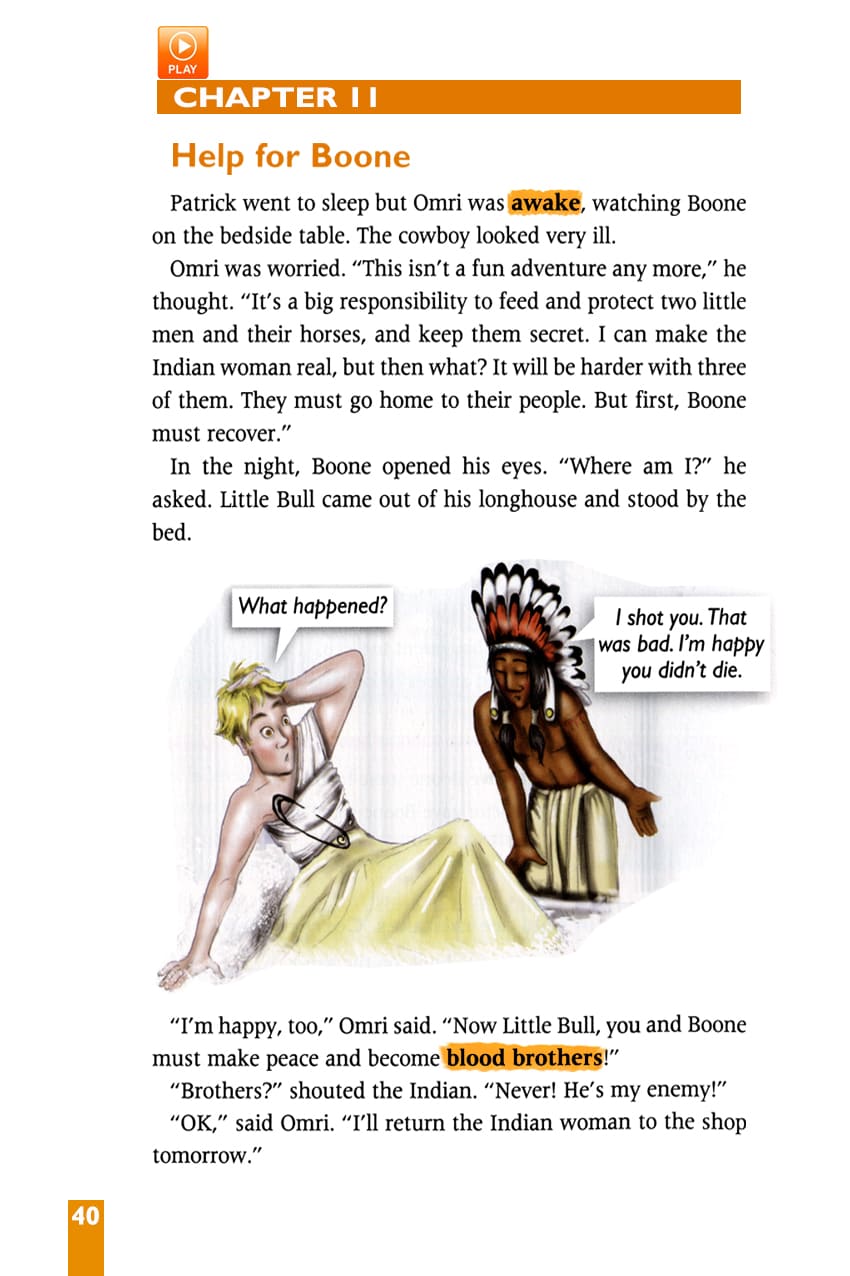 PLAY
CHAPTER 11
Help for Boone
Patrick went to sleep but Omri was awake, watching Boone
on the bedside table. The cowboy looked very ill.
Omri was worried. “This isn’t a fun adventure any more,” he
thought. “It’s a big responsibility to feed and protect two little
men and their horses, and keep them secret. I can make the
Indian woman real, but then what? It will be harder with three
of them. They must go home to their people. But first, Boone
must recover.”
In the night, Boone opened his eyes. “Where am I?” he
asked. Little Bull came out of his longhouse and stood by the
bed.
What happened?
I shot you. That
was bad. I’m happy
you didn’t die.
“I’m happy, too,” Omri said. “Now Little Bull, you and Boone
must make peace and become blood brothers!”
“Brothers?” shouted the Indian. “Never! He’s my enemy!”
“OK,” said Omri. “I’ll return the Indian woman to the shop
tomorrow.”
40